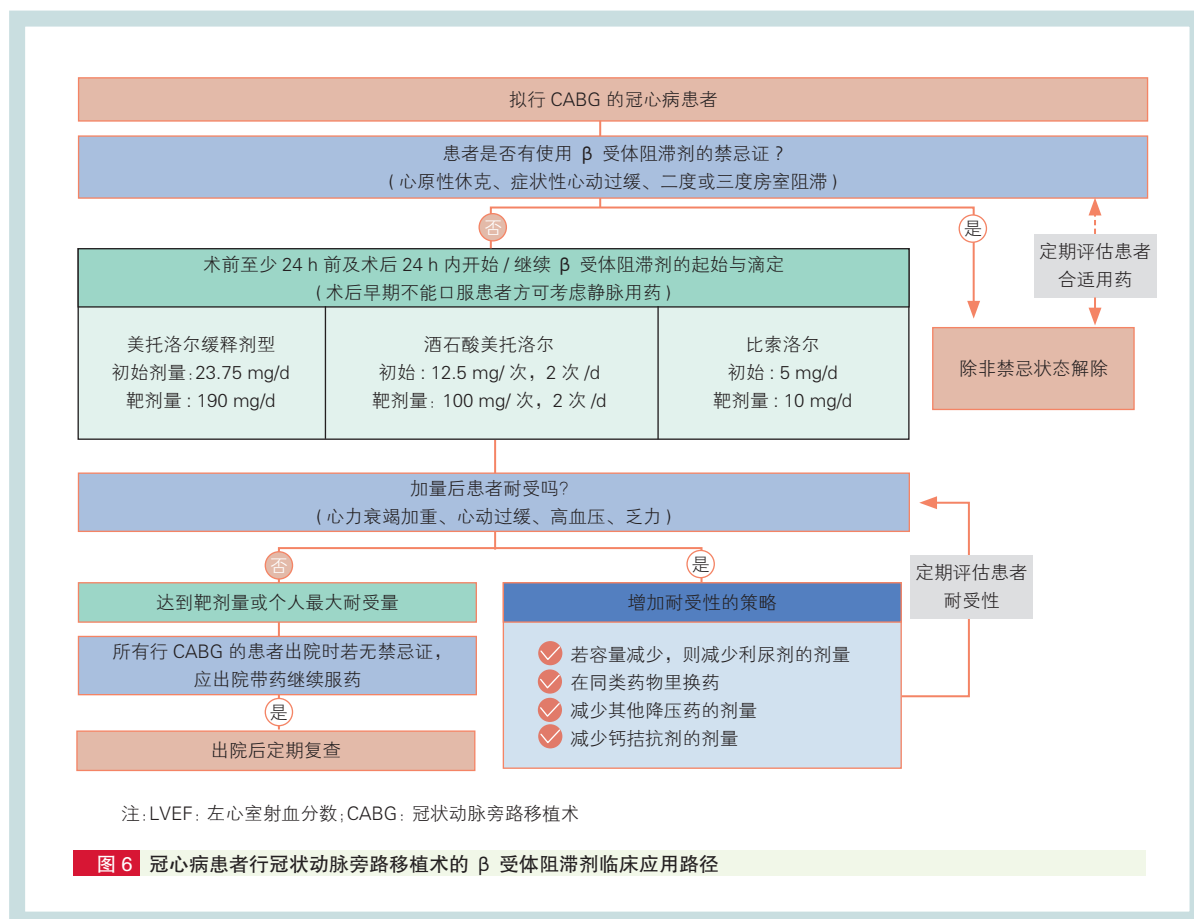 拟行 CABG 的冠心病患者
患者是否有使用 β 受体阻滞剂的禁忌证？
(心原性休克、症状性心动过缓、二度或三度房室阻滞)
否
是
定期评估患者
合适用药
术前至少 24 h 前及术后 24 h 内开始/继续 β 受体阻滞剂的起始与滴定
(术后早期不能口服患者方可考虑静脉用药)
美托洛尔缓释剂型
初始剂量:23.75 mg/d
靶剂量：190 mg/d
酒石酸美托洛尔
初始：12.5 mg/次，2 次/d
靶剂量：100 mg/次，2 次/d
比索洛尔
初始：5 mg/d
靶剂量：10 mg/d
除非禁忌状态解除
加量后患者耐受吗?
(心力衰竭加重、心动过缓、高血压、乏力)
否
是
定期评估患者
耐受性
达到靶剂量或个人最大耐受量
所有行 CABG 的患者出院时若无禁忌证，
应出院带药继续服药
是
出院后定期复查
增加耐受性的策略
若容量减少，则减少利尿剂的剂量
在同类药物里换药
减少其他降压药的剂量
减少钙拮抗剂的剂量
注:LVEF：左心室射血分数;CABG：冠状动脉旁路移植术
图 6 冠心病患者行冠状动脉旁路移植术的 β 受体阻滞剂临床应用路径